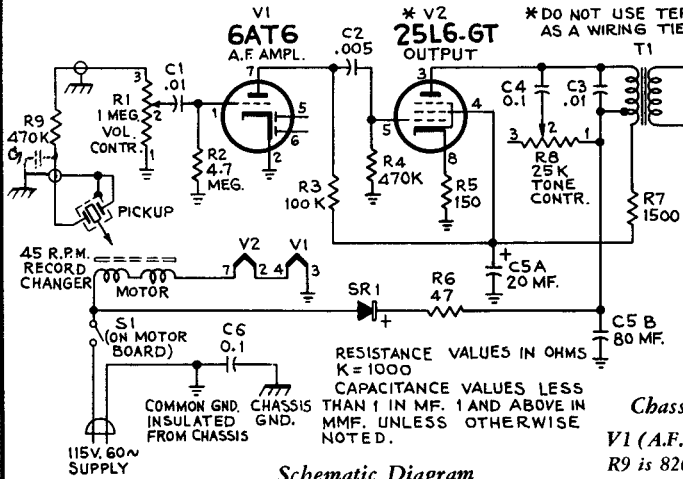 V1
6AT6
A.F. AMPL.
* V2
25L6-GT
OUTPUT
* DO NOT USE TER
AS A WIRING TIE
T1
C2
.005
7
3
C1
.01
R9
470K
3
R1
1 MEG.
VOL.
CONTR.
2
1
1
5
6
2
R2
4.7
MEG.
R3
100K
5
4
8
R4
470K
R5
150
C4
0.1
C3
.01
3
2
1
R8
25K
TONE
CONTR.
R7
1500
PICKUP
45 R.P.M.
RECORD
CHANGER
MOTOR
V2
V1
7
2
4
3
+
C5A
20 MF.
SR1
+
R6
47
C5B
80 MF.
S1
(ON MOTOR
BOARD)
C6
0.1
COMMON GND.
INSULATED
FROM CHASSIS
CHASSIS
GND.
RESISTANCE VALUES IN OHMS
K=1000
CAPACITANCE VALUES LESS
THAN 1 IN MF. 1 AND ABOVE IN
MMF. UNLESS OTHERWISE
NOTED.
115V. 60~
SUPPLY
Schematic Diagram
Chass
V1 (A.F.
R9 is 820